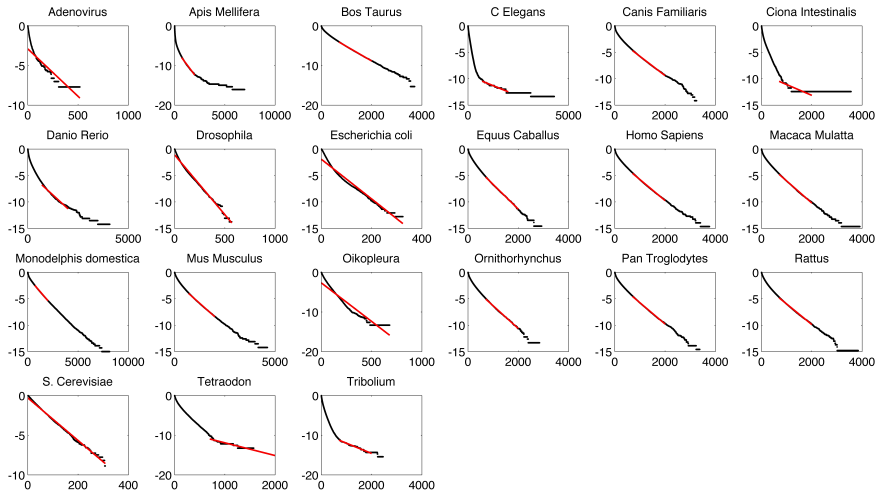 Adenovirus Apis Mellifera Bos Taurus C Elegans Canis Familiaris Ciona Intestinalis
0 0 0 0 0 0
-5 -10 -10 -5 -5 -5
-10 -10
-10 -20 -20 -15 -15 -15
0 500 1000 0 5000 10000 0 2000 4000 0 2000 4000 0 2000 4000 0 2000 4000
Danio Rerio Drosophila Escherichia coli Equus Caballus Homo Sapiens Macaca Mulatta
0 0 0 0 0 0
-5 -5 -5 -5 -5 -5
-10 -10 -10 -10 -10 -10
-15 -15 -15 -15 -15 -15
0 5000 0 500 1000 0 200 400 0 2000 4000 0 2000 4000 0 2000 4000
Monodelphis domestica Mus Musculus Oikopleura Ornithorhynchus Pan Troglodytes Rattus
0 0 0 0 0 0
-5 -5 -10 -5 -5 -5
-10 -10 -10 -10 -10
-15 -15 -20 -15 -15 -15
0 5000 10000 0 5000 0 500 1000 0 2000 4000 0 2000 4000 0 2000 4000
S. Cerevisiae Tetraodon Tribolium
0 0 0
-5 -10 -10
-10 -20 -20
0 200 400 0 1000 2000 0 2000 4000